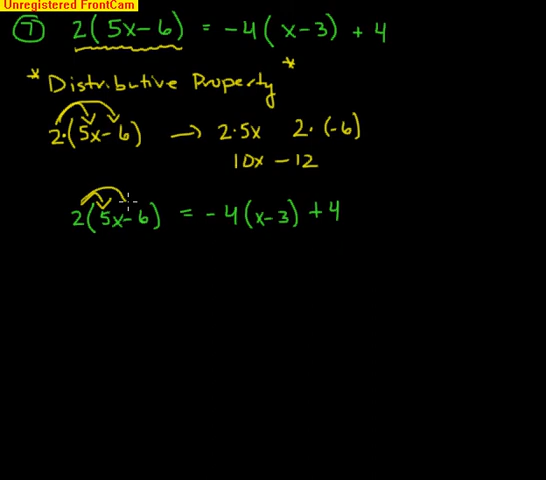 Unregistered FrontCam
7 2(5x-6) = -4(x-3) + 4
* Distributive Property *
2·(5x-6) → 2·5x 2·(-6)
10x - 12
2(5x-6) = -4(x-3) + 4